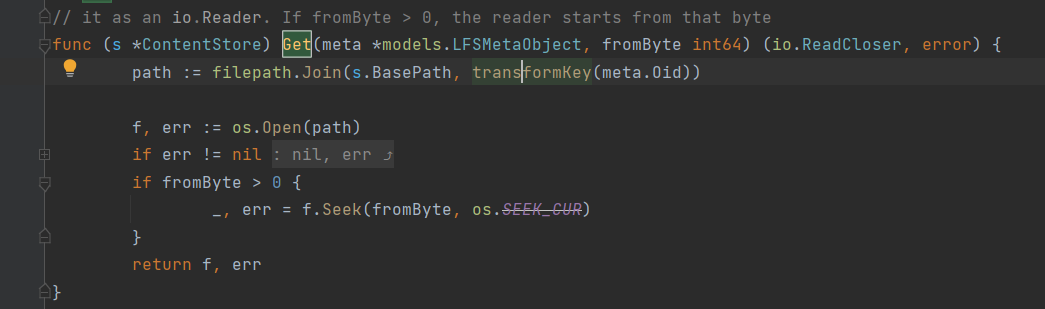 // it as an io.Reader. If fromByte > 0, the reader starts from that byte
func (s *ContentStore) Get(meta *models.LFSMetaObject, fromByte int64) (io.ReadCloser, error) {
path := filepath.Join(s.BasePath, transformKey(meta.Oid))
f, err := os.Open(path)
if err != nil : nil, err ⤴
if fromByte > 0 {
_, err = f.Seek(fromByte, os.SEEK_CUR)
}
return f, err
}